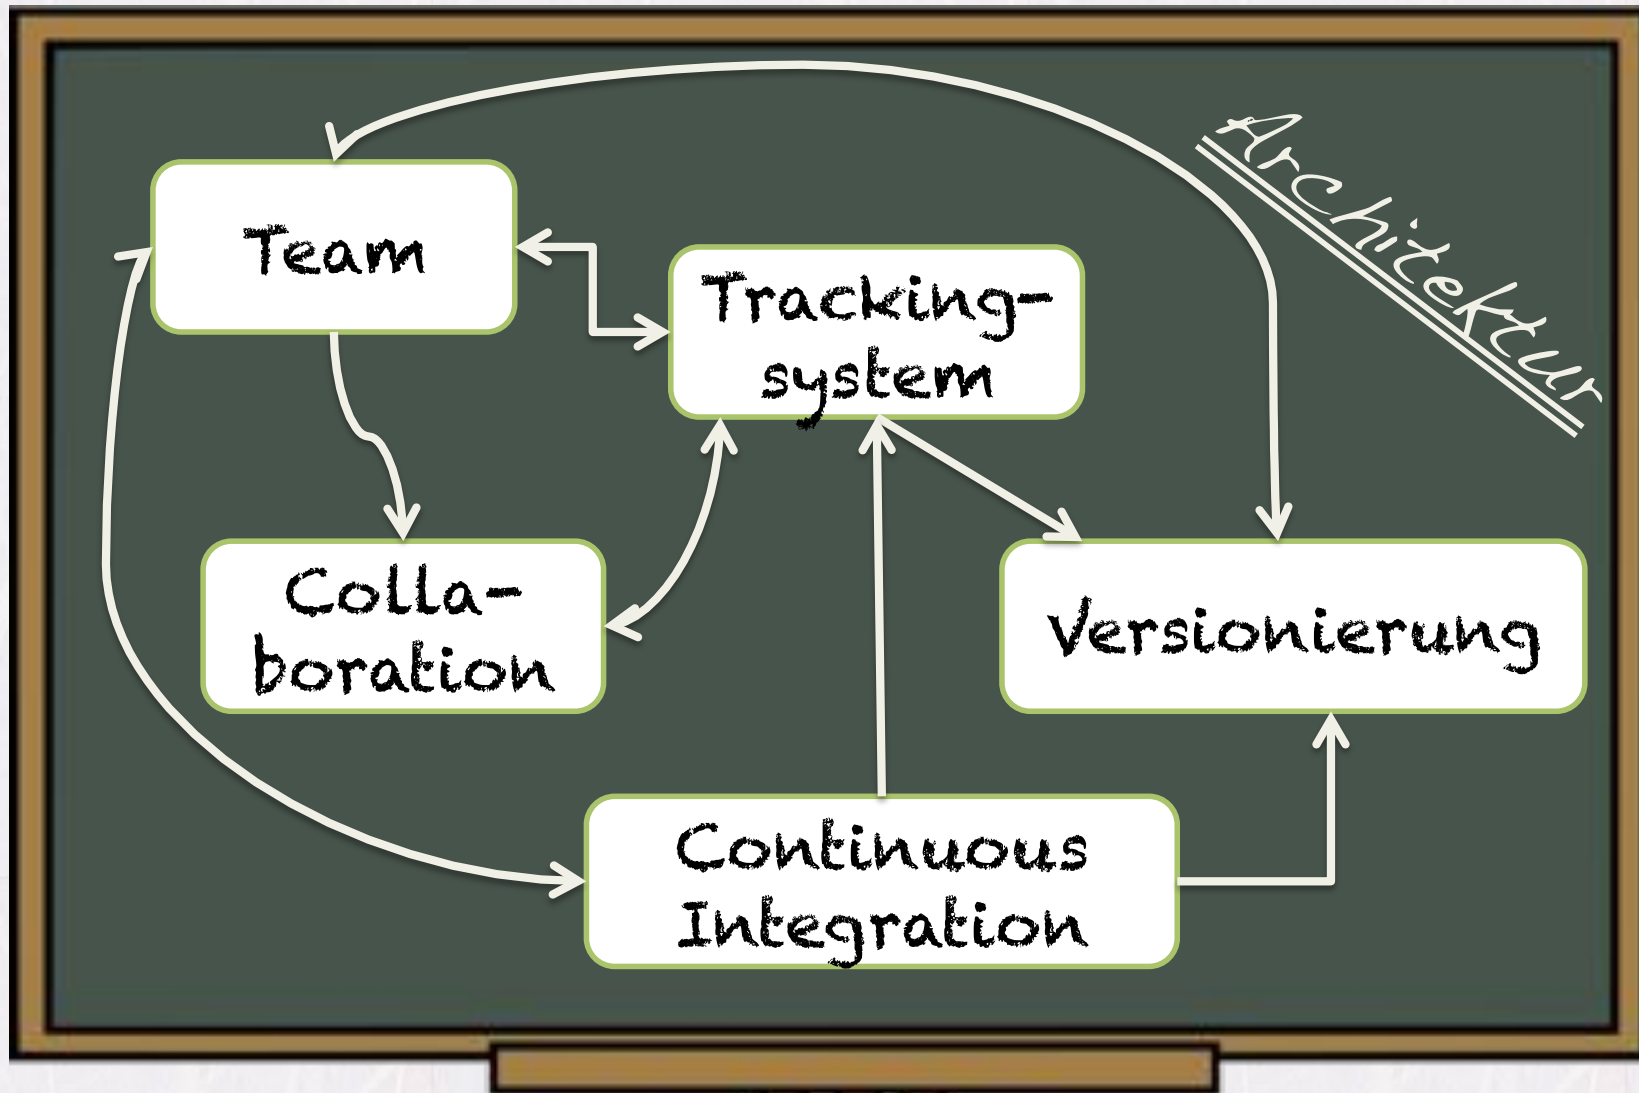 Architektur
Team
Tracking-
system
Colla-
boration
Versionierung
Continuous
Integration